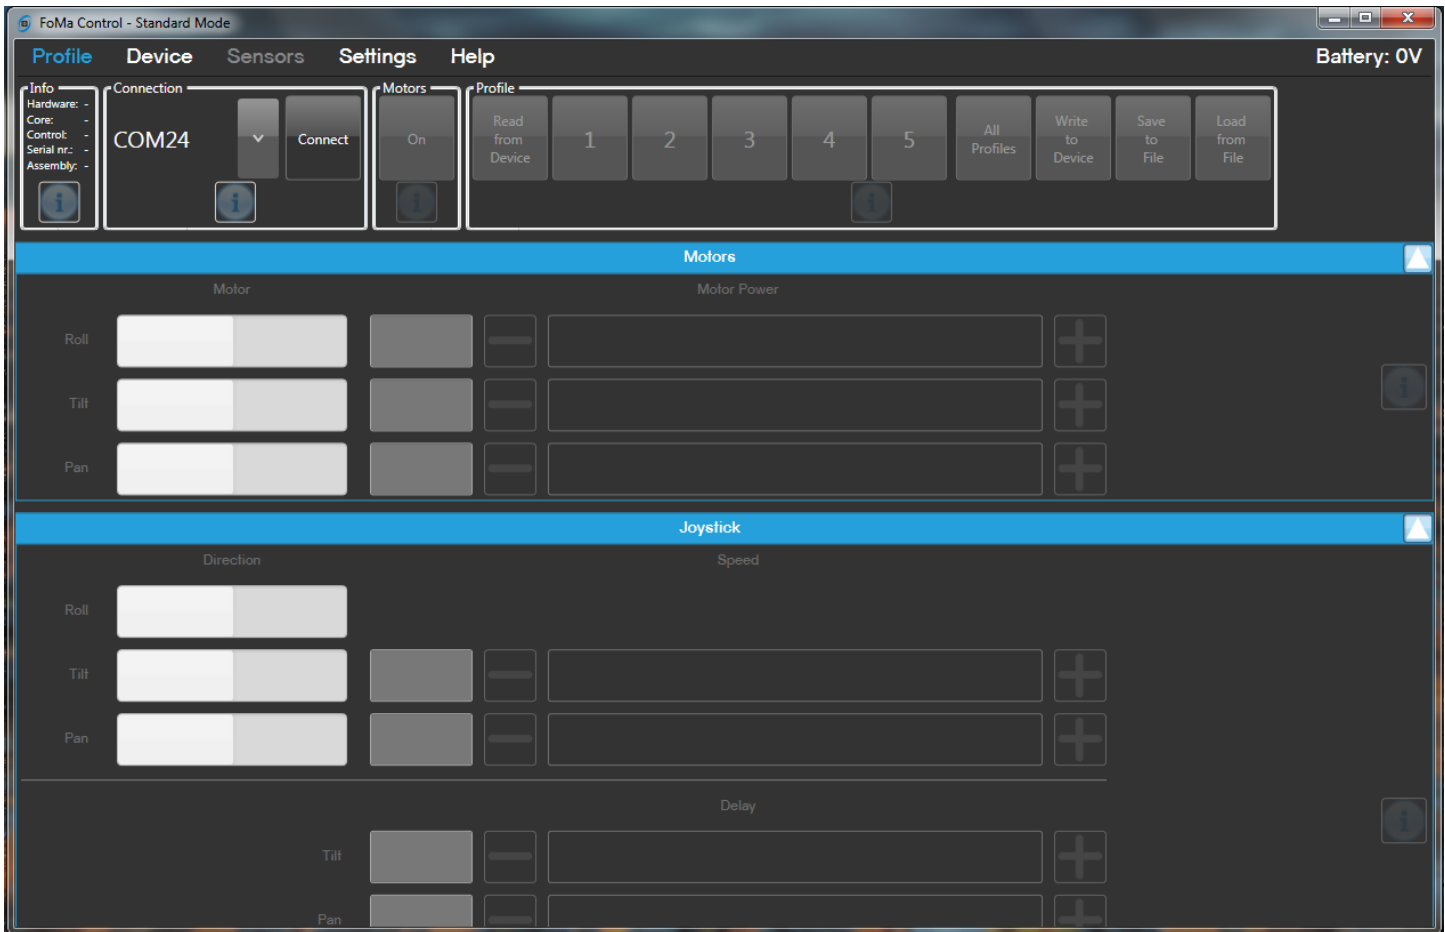 FoMa Control - Standard Mode
Profile Device Sensors Settings Help Battery: 0V
Info
Hardware: -
Core: -
Control: -
Serial nr.: -
Assembly: -
Connection
COM24
Connect
Motors
On
Profile
Read
from
Device
1
2
3
4
5
All
Profiles
Write
to
Device
Save
to
File
Load
from
File
Motors
Motor Motor Power
Roll
Tilt
Pan
Joystick
Direction Speed
Roll
Tilt
Pan
Delay
Tilt
Pan